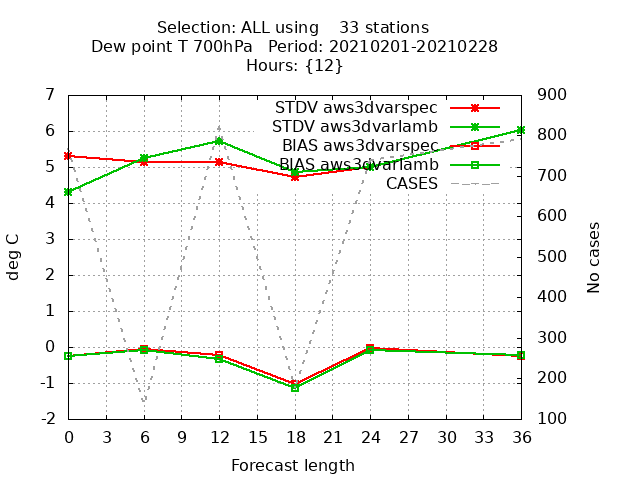 Selection: ALL using    33 stations
Dew point T 700hPa   Period: 20210201-20210228
Hours: {12}
STDV aws3dvarspec
STDV aws3dvarlamb
BIAS aws3dvarspec
BIAS aws3dvarlamb
CASES
7
6
5
4
3
2
1
0
-1
-2
deg C
900
800
700
600
500
400
300
200
100
No cases
0 3 6 9 12 15 18 21 24 27 30 33 36
Forecast length